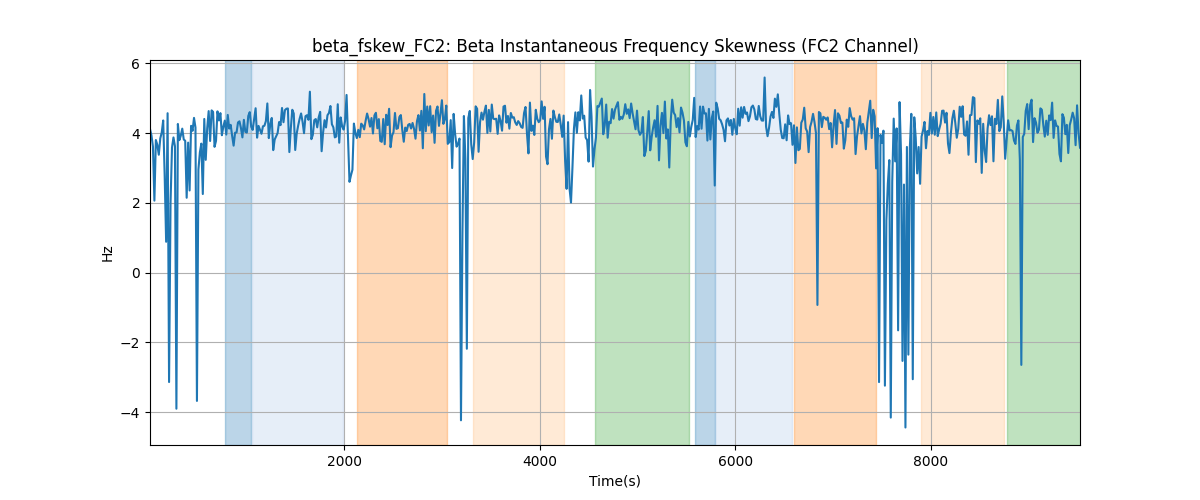 beta_fskew_FC2: Beta Instantaneous Frequency Skewness (FC2 Channel)
6
4
2
0
−2
−4
Hz
2000 4000 6000 8000
Time(s)